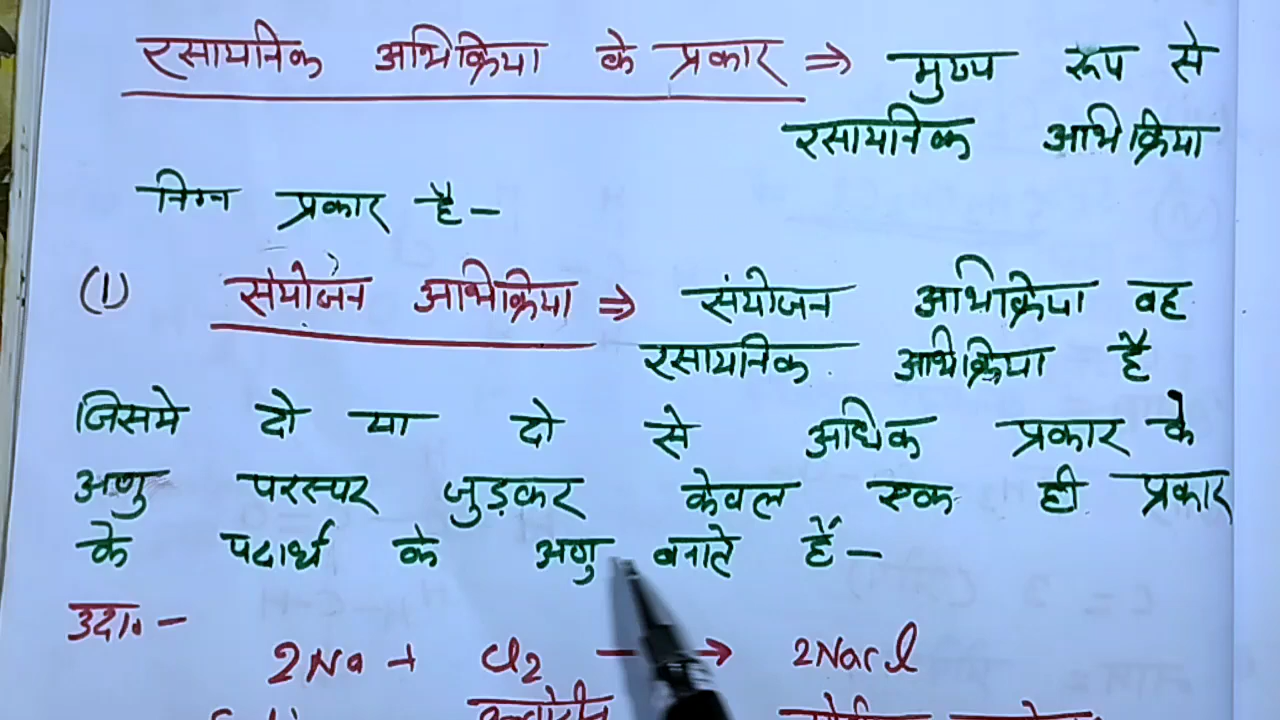 रसायनिक अभिक्रिया के प्रकार ⇒ मुख्य रूप से
रसायनिक अभिक्रिया
निम्न प्रकार है –
(1) संयोजन अभिक्रिया ⇒ संयोजन अभिक्रिया वह
रसायनिक अभिक्रिया है
जिसमे दो या दो से अधिक प्रकार के
अणु परस्पर जुड़कर केवल एक ही प्रकार
के पदार्थ के अणु बनाते हैं –
उदा० –
2Na + Cl2 → 2NaCl